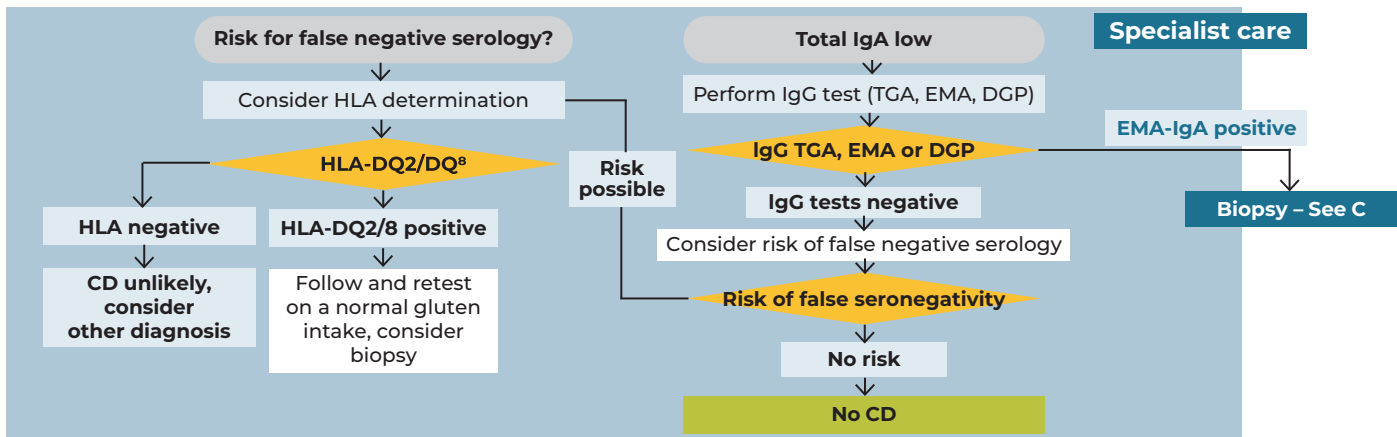 Risk for false negative serology?
Consider HLA determination
HLA-DQ2/DQ⁸
HLA negative
CD unlikely,
consider
other diagnosis
HLA-DQ2/8 positive
Follow and retest
on a normal gluten
intake, consider
biopsy
Risk
possible
Total IgA low
Perform IgG test (TGA, EMA, DGP)
IgG TGA, EMA or DGP
IgG tests negative
Consider risk of false negative serology
Risk of false seronegativity
No risk
No CD
Specialist care
EMA-IgA positive
Biopsy – See C